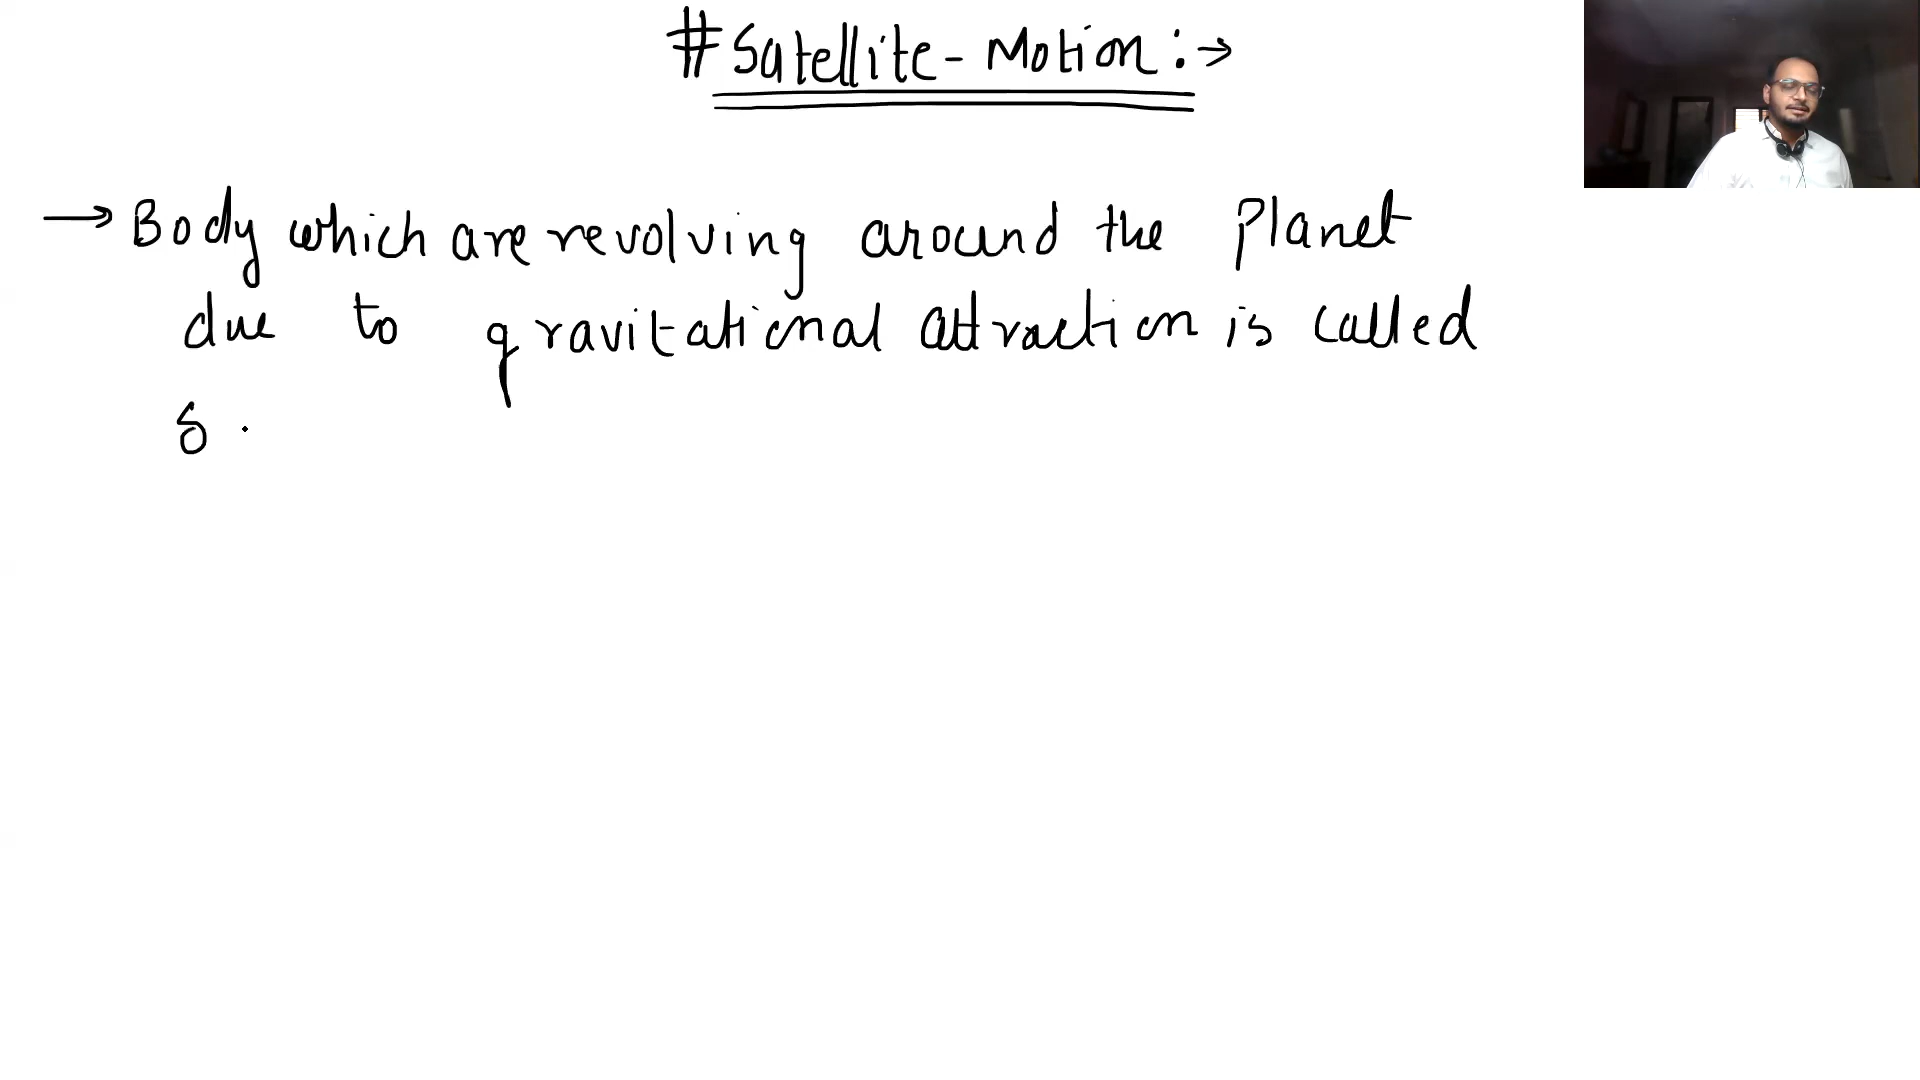 #Satellite-Motion:→
→ Body which are revolving around the Planet
due to gravitational attraction is called
S